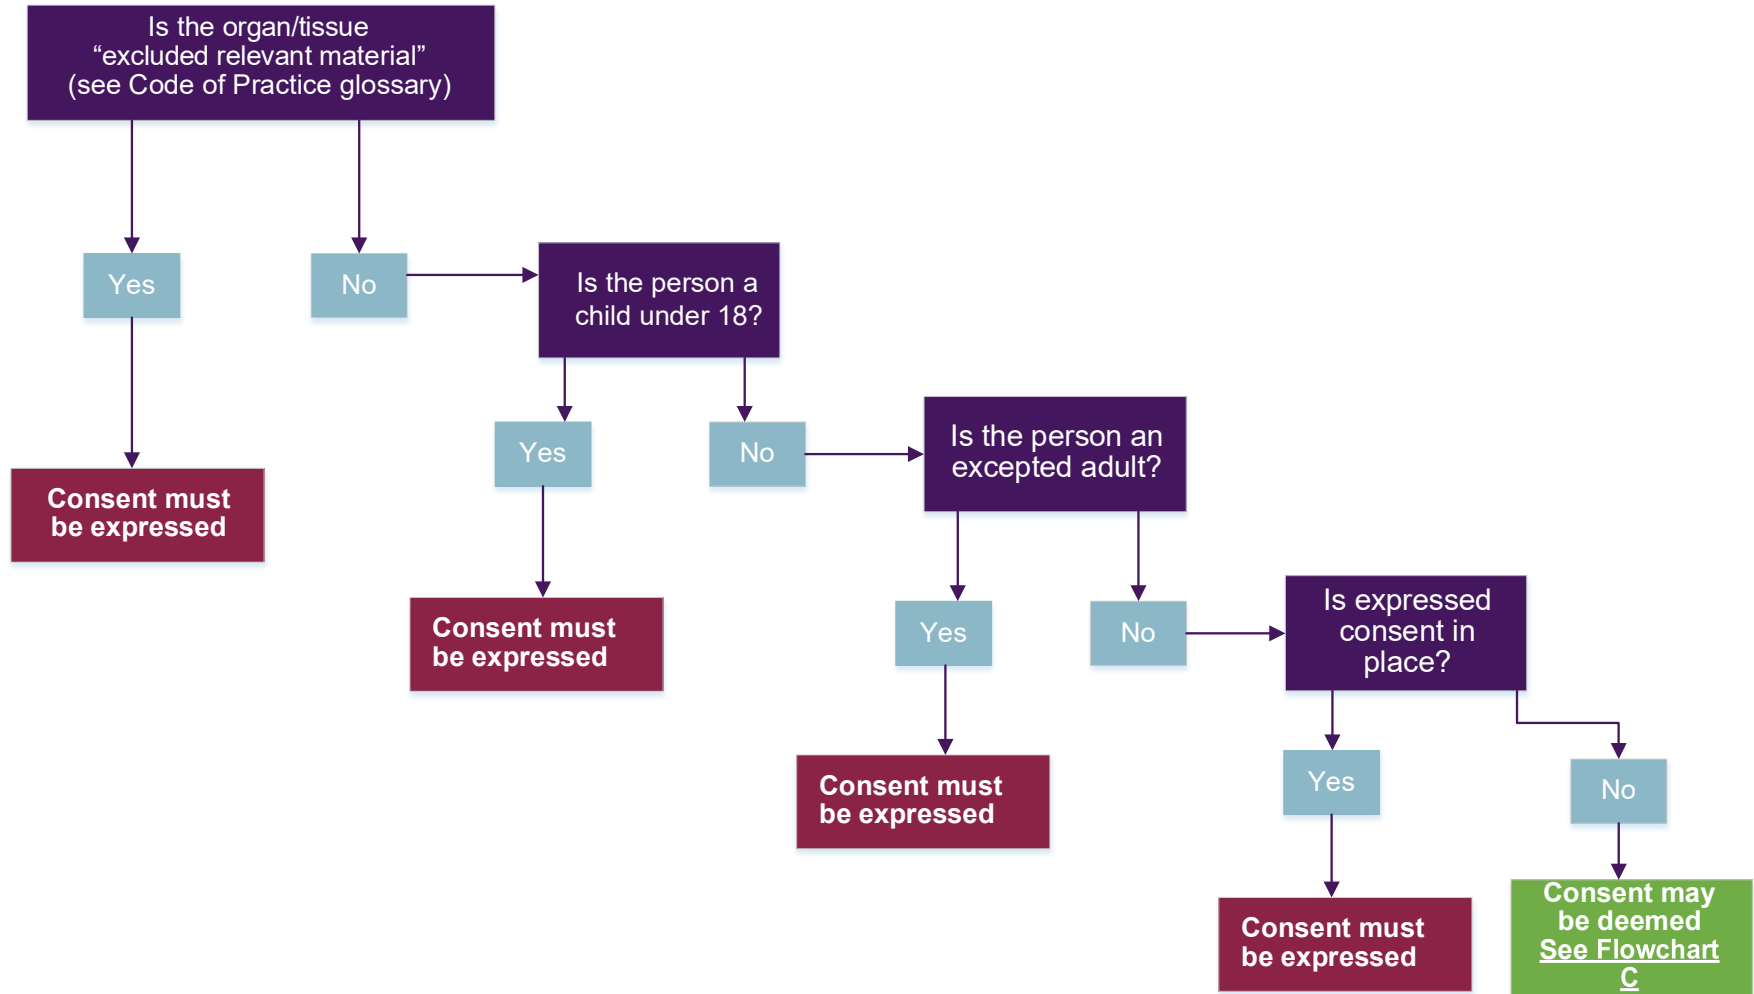 Is the organ/tissue
“excluded relevant material”
(see Code of Practice glossary)
Yes
No
Is the person a
child under 18?
Consent must
be expressed
Yes
No
Is the person an
excepted adult?
Consent must
be expressed
Yes
No
Is expressed
consent in
place?
Consent must
be expressed
Yes
No
Consent must
be expressed
Consent may
be deemed
See Flowchart
C